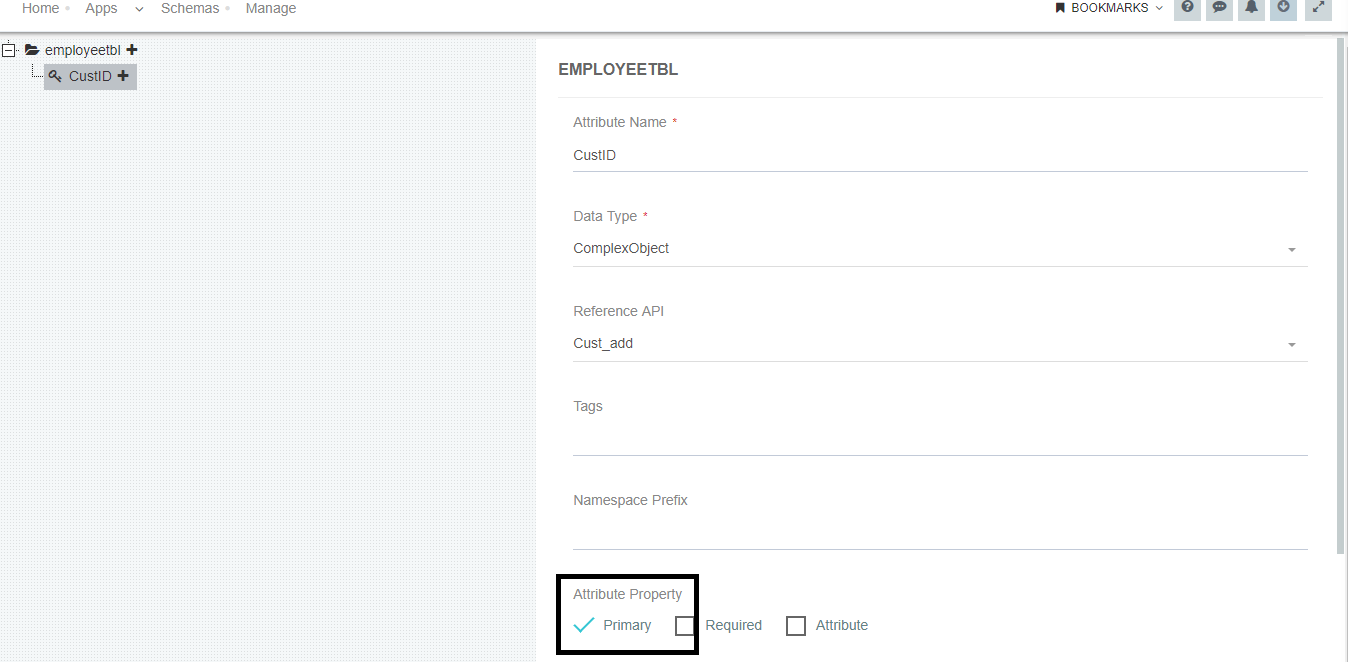 Home Apps Schemas Manage BOOKMARKS
employeetbl
CustID
EMPLOYEETBL
Attribute Name *
CustID
Data Type *
ComplexObject
Reference API
Cust_add
Tags
Namespace Prefix
Attribute Property
Primary Required Attribute